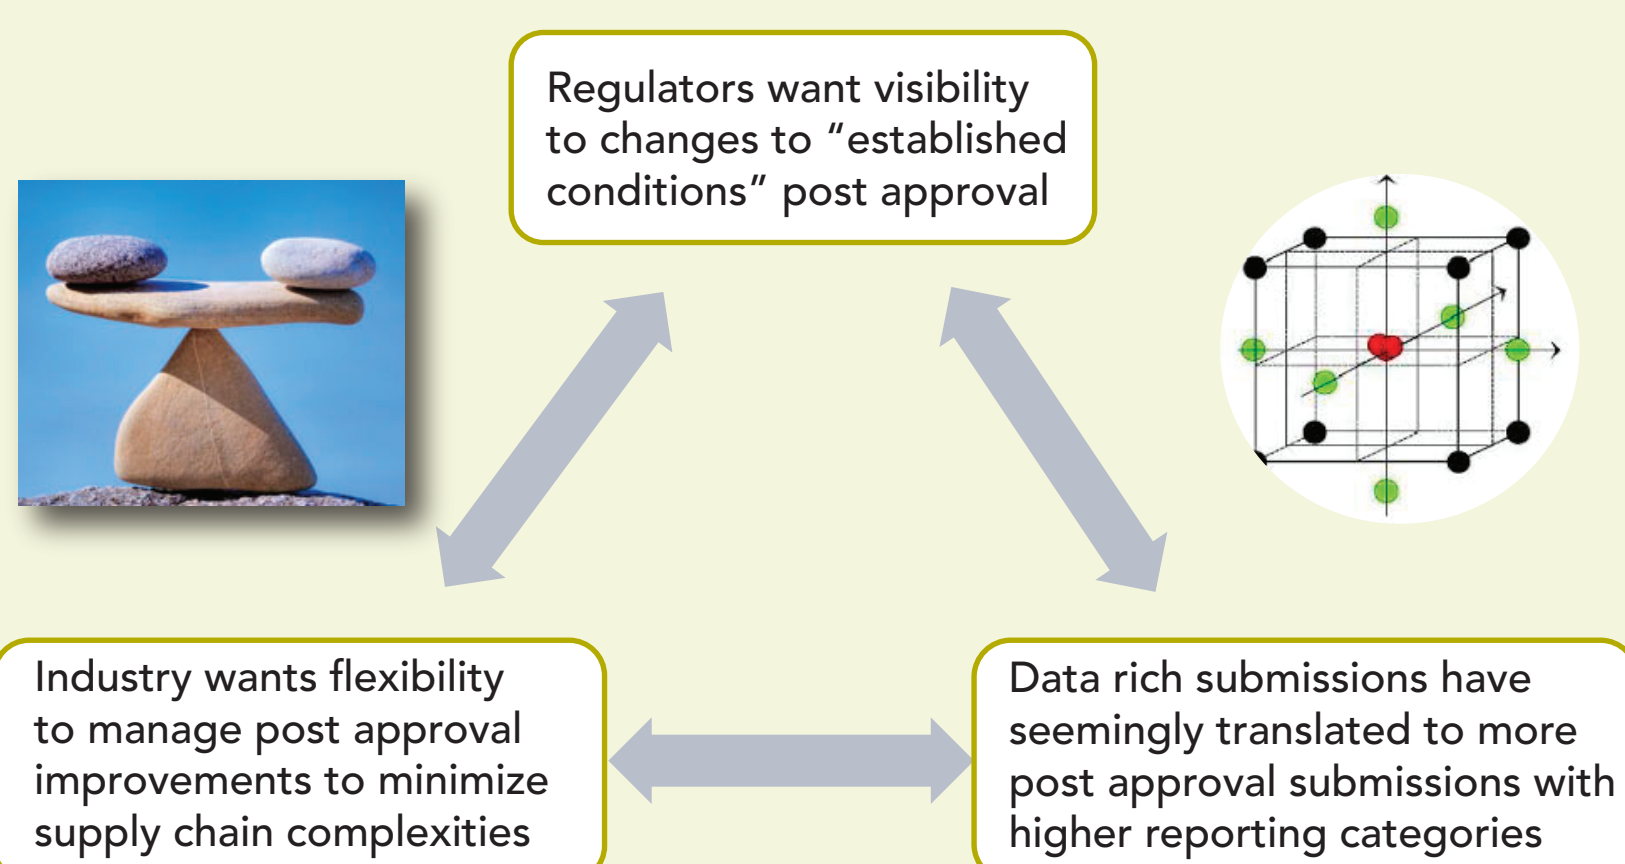 Regulators want visibility
to changes to “established
conditions” post approval
Industry wants flexibility
to manage post approval
improvements to minimize
supply chain complexities
Data rich submissions have
seemingly translated to more
post approval submissions with
higher reporting categories